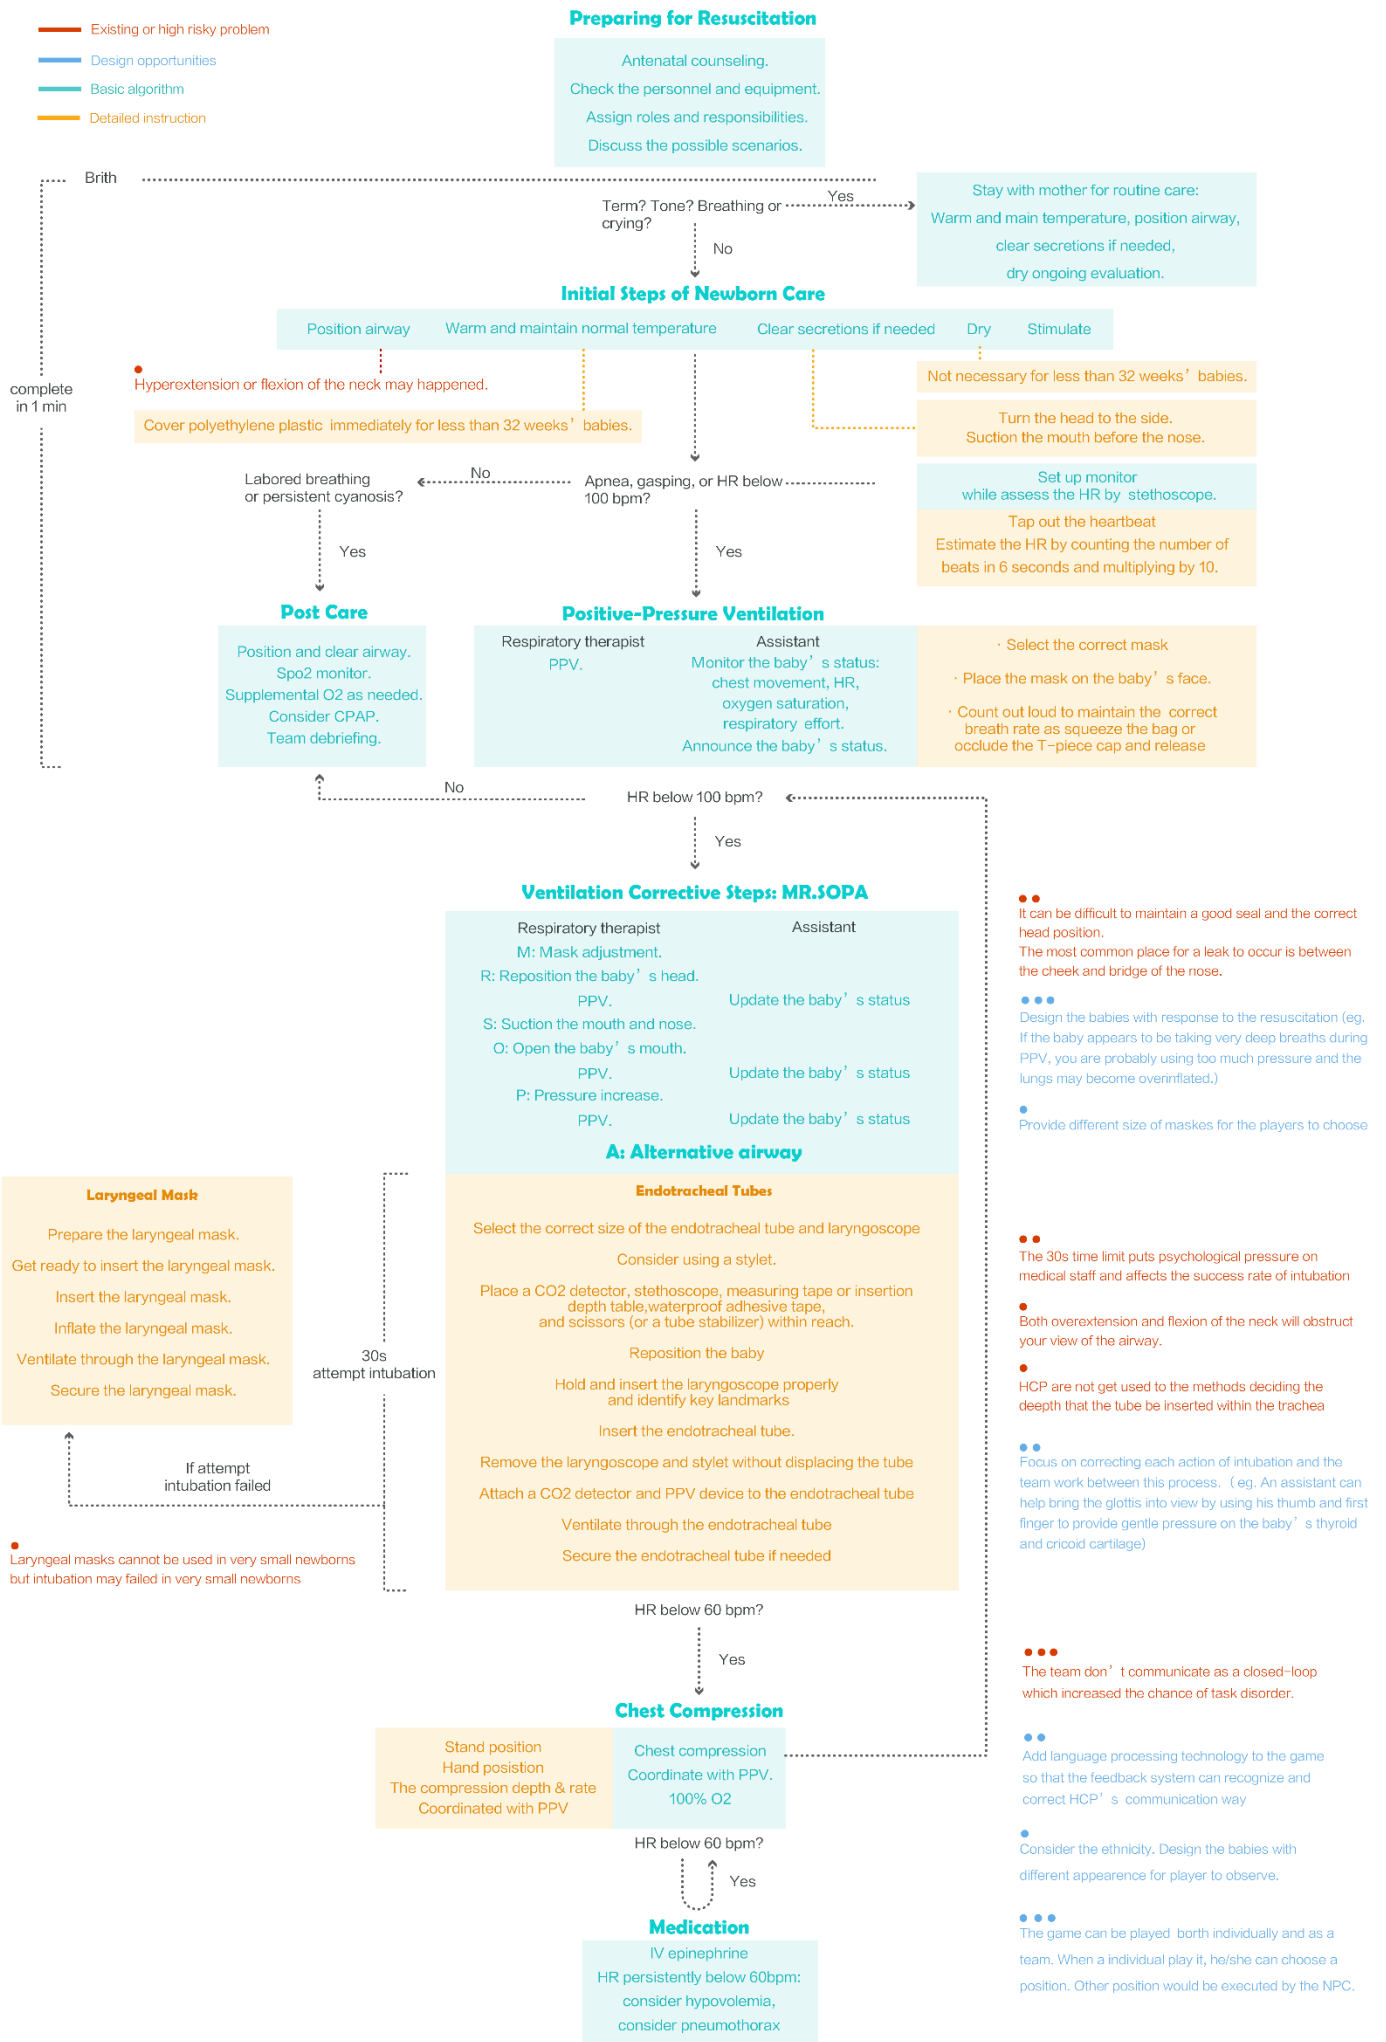 Existing or high risky problem
Design opportunities
Basic algorithm
Detailed instruction
Preparing for Resuscitation
Antenatal counseling.
Check the personnel and equipment.
Assign roles and responsibilities.
Discuss the possible scenarios.
Brith
complete
in 1 min
Term? Tone? Breathing or
crying?
Yes
No
Stay with mother for routine care:
Warm and main temperature, position airway,
clear secretions if needed,
dry ongoing evaluation.
Initial Steps of Newborn Care
Position airway
Warm and maintain normal temperature
Clear secretions if needed
Dry
Stimulate
Hyperextension or flexion of the neck may happened.
Cover polyethylene plastic immediately for less than 32 weeks' babies.
Not necessary for less than 32 weeks' babies.
Turn the head to the side.
Suction the mouth before the nose.
Labored breathing
or persistent cyanosis?
No
Apnea, gasping, or HR below
100 bpm?
Set up monitor
while assess the HR by stethoscope.
Tap out the heartbeat
Estimate the HR by counting the number of
beats in 6 seconds and multiplying by 10.
Yes
Yes
Post Care
Position and clear airway.
Spo2 monitor.
Supplemental O2 as needed.
Consider CPAP.
Team debriefing.
Positive-Pressure Ventilation
Respiratory therapist
PPV.
Assistant
Monitor the baby's status:
chest movement, HR,
oxygen saturation,
respiratory effort.
Announce the baby's status.
· Select the correct mask
· Place the mask on the baby's face.
· Count out loud to maintain the correct
breath rate as squeeze the bag or
occlude the T-piece cap and release
No
HR below 100 bpm?
Yes
Ventilation Corrective Steps: MR.SOPA
Respiratory therapist
Assistant
M: Mask adjustment.
R: Reposition the baby's head.
PPV.
Update the baby's status
S: Suction the mouth and nose.
O: Open the baby's mouth.
PPV.
Update the baby's status
P: Pressure increase.
PPV.
Update the baby's status
A: Alternative airway
It can be difficult to maintain a good seal and the correct
head position.
The most common place for a leak to occur is between
the cheek and bridge of the nose.
Design the babies with response to the resuscitation (eg.
If the baby appears to be taking very deep breaths during
PPV, you are probably using too much pressure and the
lungs may become overinflated.)
Provide different size of maskes for the players to choose
Laryngeal Mask
Prepare the laryngeal mask.
Get ready to insert the laryngeal mask.
Insert the laryngeal mask.
Inflate the laryngeal mask.
Ventilate through the laryngeal mask.
Secure the laryngeal mask.
30s
attempt intubation
If attempt
intubation failed
Laryngeal masks cannot be used in very small newborns
but intubation may failed in very small newborns
Endotracheal Tubes
Select the correct size of the endotracheal tube and laryngoscope
Consider using a stylet.
Place a CO2 detector, stethoscope, measuring tape or insertion
depth table,waterproof adhesive tape,
and scissors (or a tube stabilizer) within reach.
Reposition the baby
Hold and insert the laryngoscope properly
and identify key landmarks
Insert the endotracheal tube.
Remove the laryngoscope and stylet without displacing the tube
Attach a CO2 detector and PPV device to the endotracheal tube
Ventilate through the endotracheal tube
Secure the endotracheal tube if needed
The 30s time limit puts psychological pressure on
medical staff and affects the success rate of intubation
Both overextension and flexion of the neck will obstruct
your view of the airway.
HCP are not get used to the methods deciding the
deepth that the tube be inserted within the trachea
Focus on correcting each action of intubation and the
team work between this process. ( eg. An assistant can
help bring the glottis into view by using his thumb and first
finger to provide gentle pressure on the baby's thyroid
and cricoid cartilage)
HR below 60 bpm?
Yes
Chest Compression
Stand position
Hand posistion
The compression depth & rate
Coordinated with PPV
Chest compression
Coordinate with PPV.
100% O2
The team don't communicate as a closed-loop
which increased the chance of task disorder.
Add language processing technology to the game
so that the feedback system can recognize and
correct HCP's communication way
Consider the ethnicity. Design the babies with
different appearence for player to observe.
The game can be played borth individually and as a
team. When a individual play it, he/she can choose a
position. Other position would be executed by the NPC.
HR below 60 bpm?
Yes
Medication
IV epinephrine
HR persistently below 60bpm:
consider hypovolemia,
consider pneumothorax